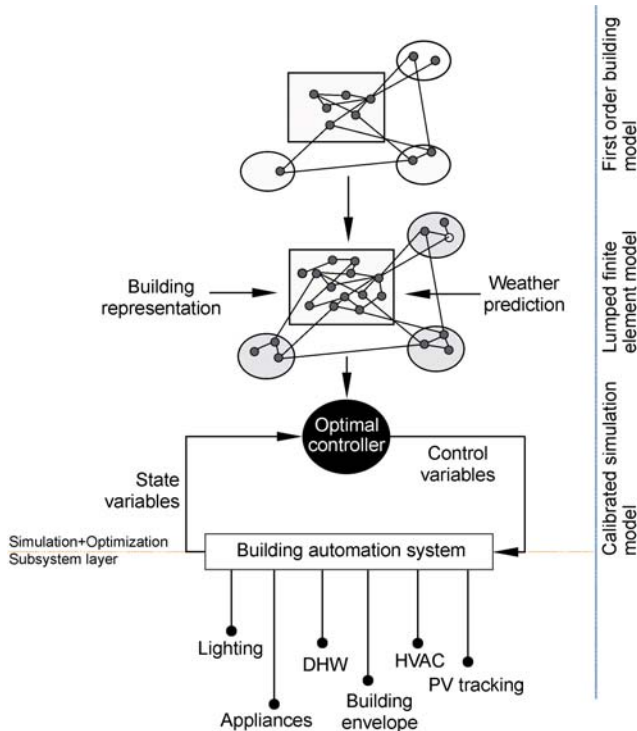 First order building
model
Building
representation
Weather
prediction
Lumped finite
element model
Optimal
controller
State
variables
Control
variables
Calibrated simulation
model
Simulation+Optimization
Subsystem layer
Building automation system
Lighting
DHW
HVAC
PV tracking
Appliances
Building
envelope